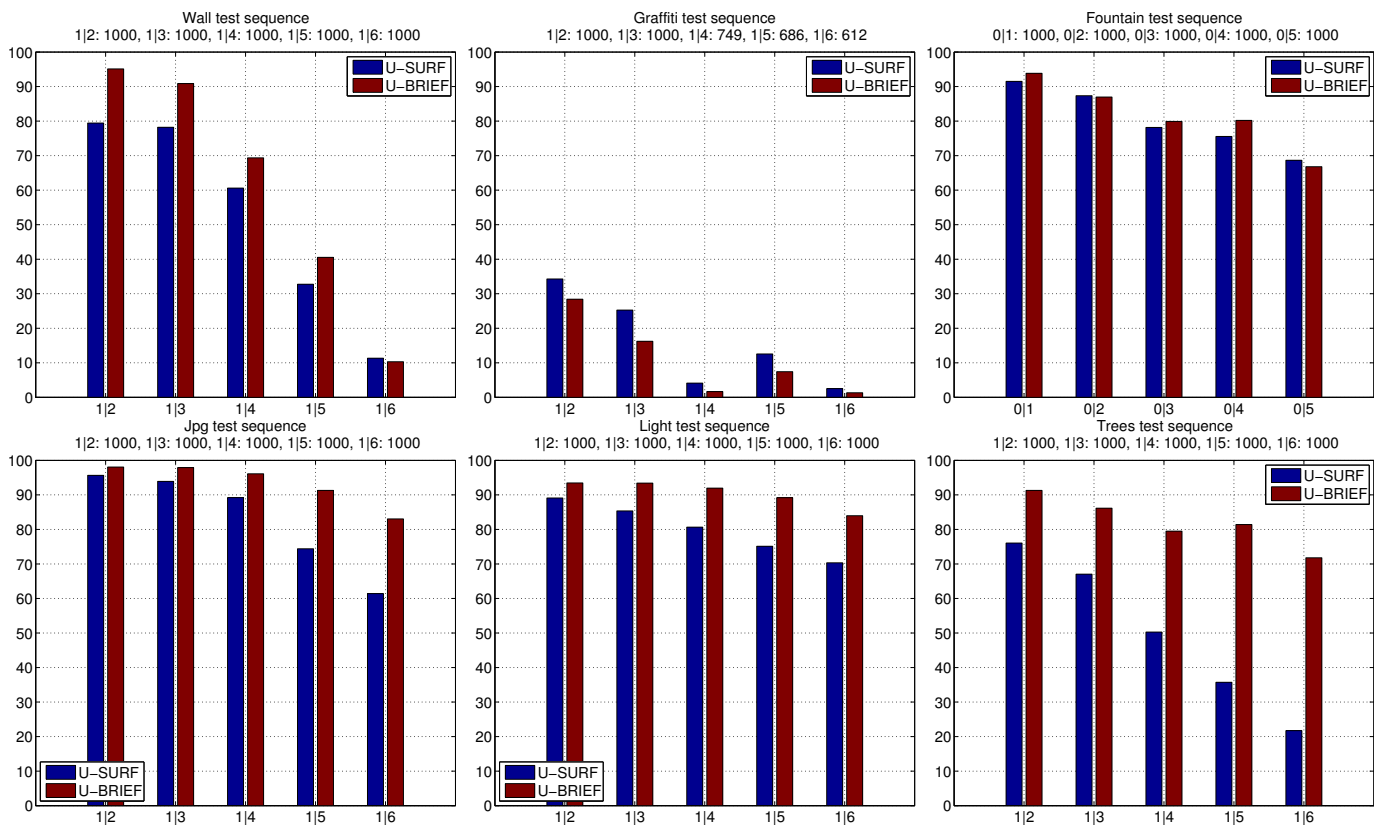 Wall test sequence
1|2: 1000, 1|3: 1000, 1|4: 1000, 1|5: 1000, 1|6: 1000
100
90
80
70
60
50
40
30
20
10
0
U-SURF
U-BRIEF
1|2 1|3 1|4 1|5 1|6
Graffiti test sequence
1|2: 1000, 1|3: 1000, 1|4: 749, 1|5: 686, 1|6: 612
100
90
80
70
60
50
40
30
20
10
0
U-SURF
U-BRIEF
1|2 1|3 1|4 1|5 1|6
Fountain test sequence
0|1: 1000, 0|2: 1000, 0|3: 1000, 0|4: 1000, 0|5: 1000
100
90
80
70
60
50
40
30
20
10
0
U-SURF
U-BRIEF
0|1 0|2 0|3 0|4 0|5
Jpg test sequence
1|2: 1000, 1|3: 1000, 1|4: 1000, 1|5: 1000, 1|6: 1000
100
90
80
70
60
50
40
30
20
10
0
U-SURF
U-BRIEF
1|2 1|3 1|4 1|5 1|6
Light test sequence
1|2: 1000, 1|3: 1000, 1|4: 1000, 1|5: 1000, 1|6: 1000
100
90
80
70
60
50
40
30
20
10
0
U-SURF
U-BRIEF
1|2 1|3 1|4 1|5 1|6
Trees test sequence
1|2: 1000, 1|3: 1000, 1|4: 1000, 1|5: 1000, 1|6: 1000
100
90
80
70
60
50
40
30
20
10
0
U-SURF
U-BRIEF
1|2 1|3 1|4 1|5 1|6